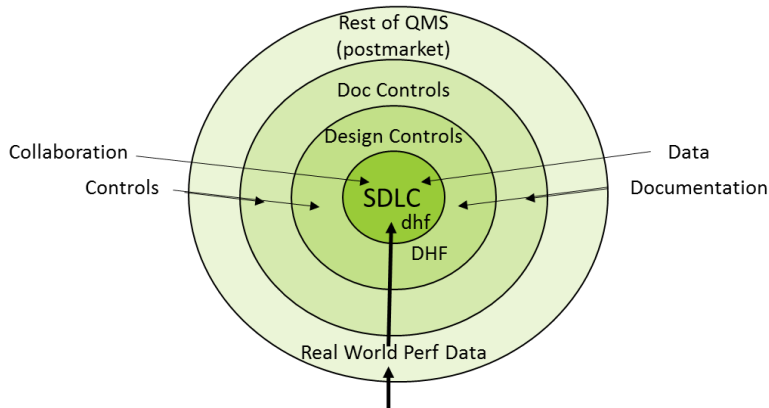 Rest of QMS
(postmarket)
Doc Controls
Design Controls
Collaboration
Data
Controls
Documentation
SDLC
dhf
DHF
Real World Perf Data